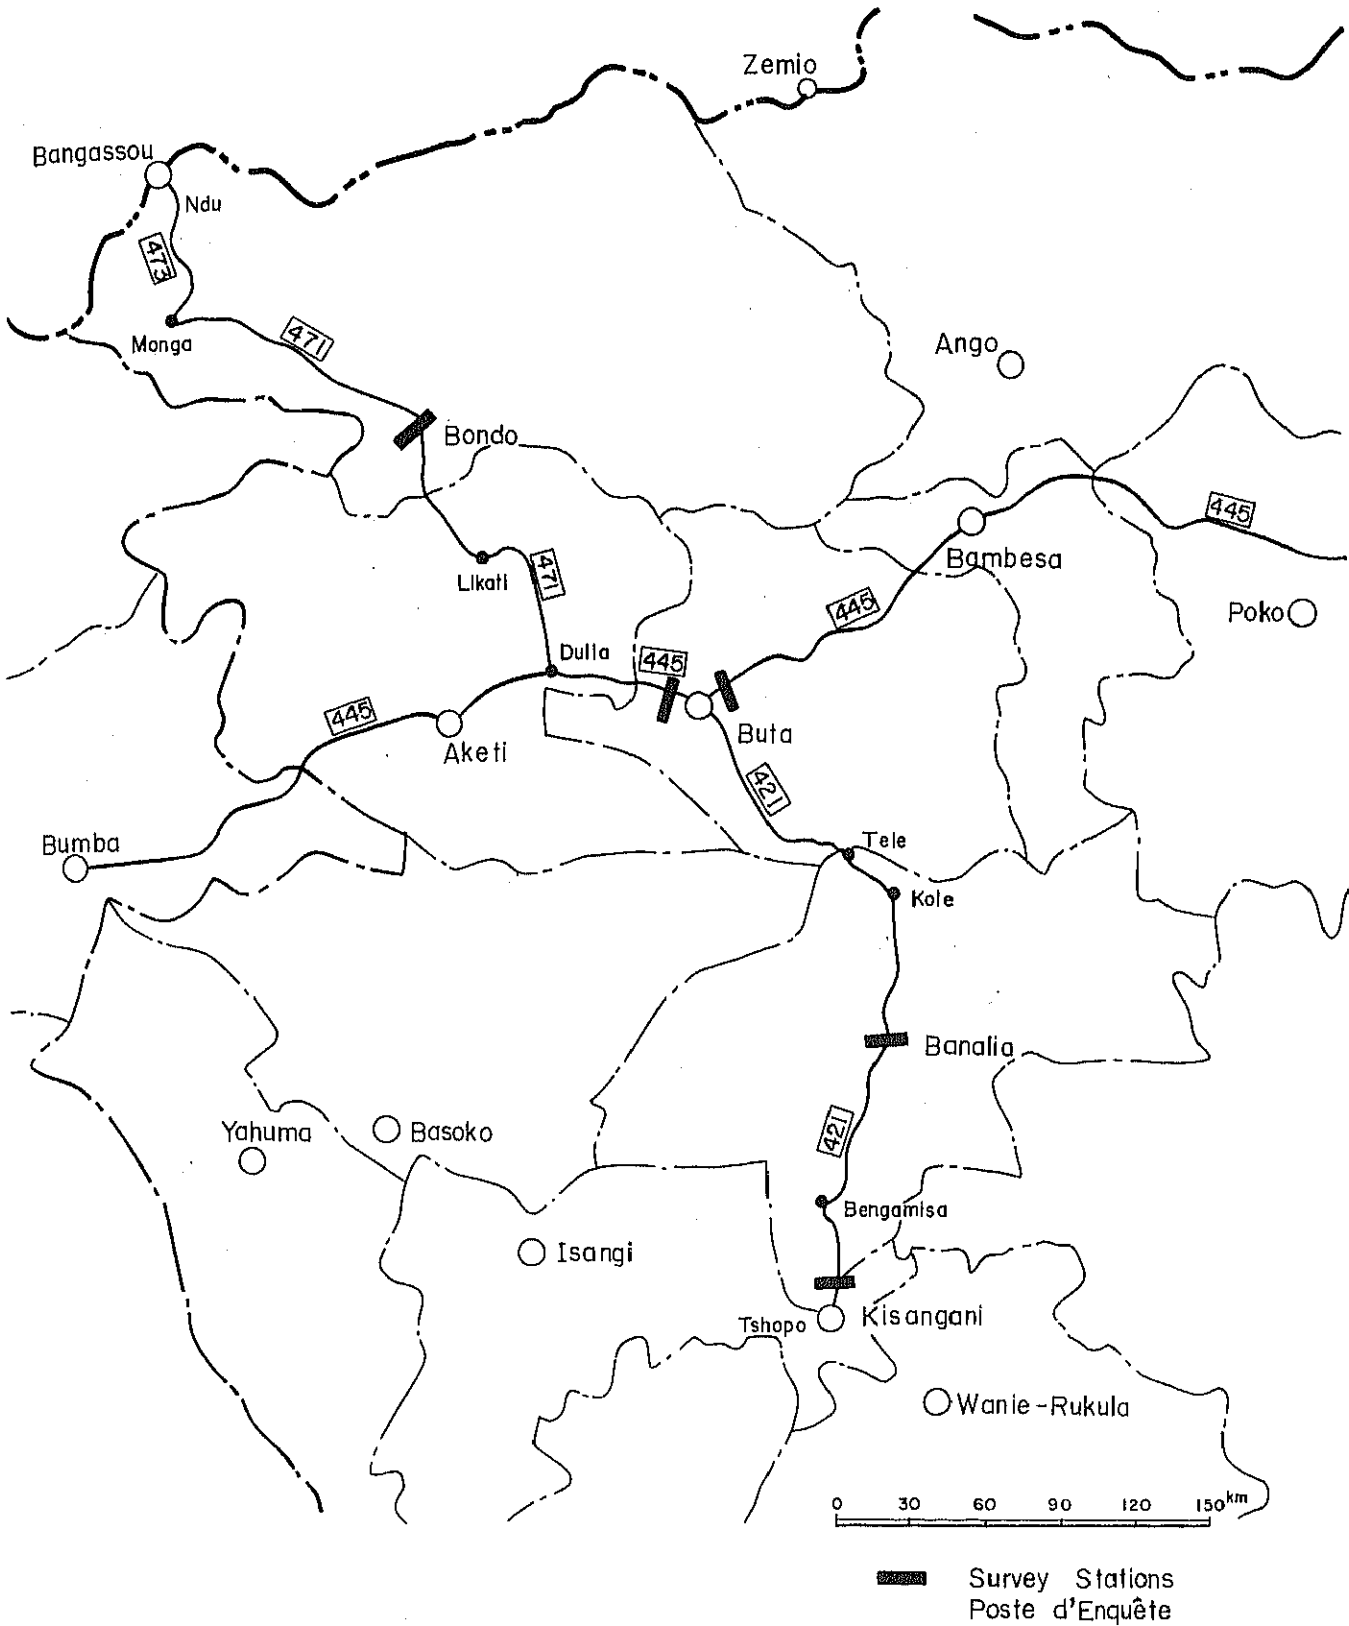 Zemio
Bangassou
Ndu
473
Monga
471
Ango
Bondo
445
Bambesa
Likati
471
445
Poko
Dulia
445
445
Buta
Aketi
421
Bumba
Tele
Kole
Banalia
421
Yahuma
Basoko
Bengamisa
Isangi
Tshopo
Kisangani
Wanie-Rukula
0 30 60 90 120 150 km
Survey Stations
Poste d'Enquête